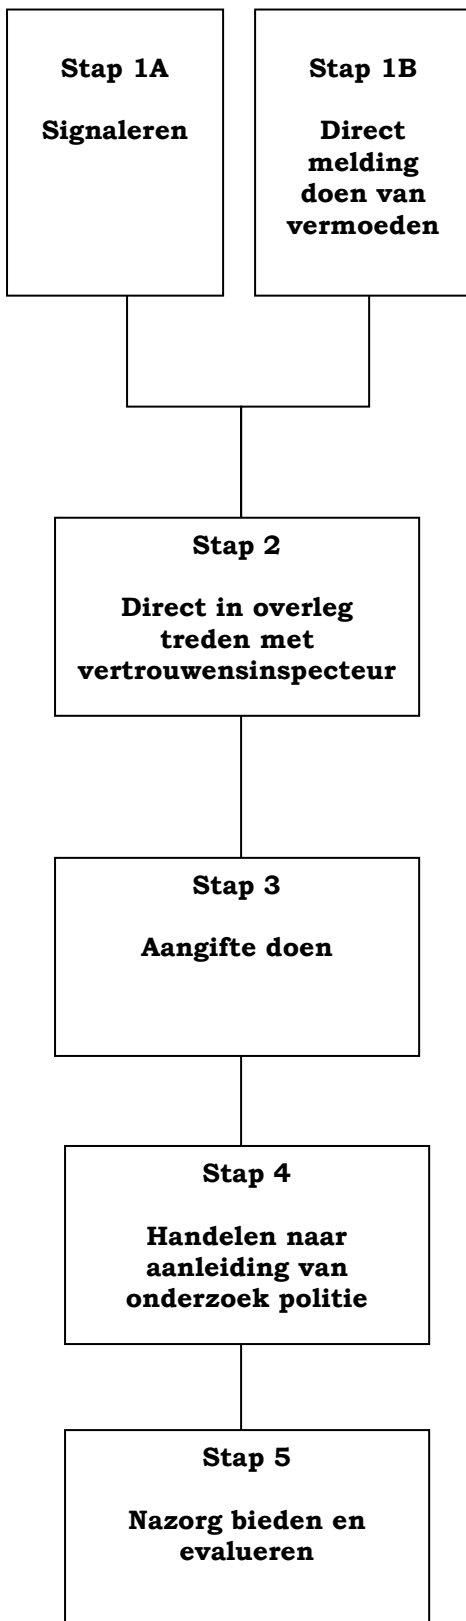 Stap 1A
Signaleren
Stap 1B
Direct
melding
doen van
vermoeden
Stap 2
Direct in overleg
treden met
vertrouwensinspecteur
Stap 3
Aangifte doen
Stap 4
Handelen naar
aanleiding van
onderzoek politie
Stap 5
Nazorg bieden en
evalueren